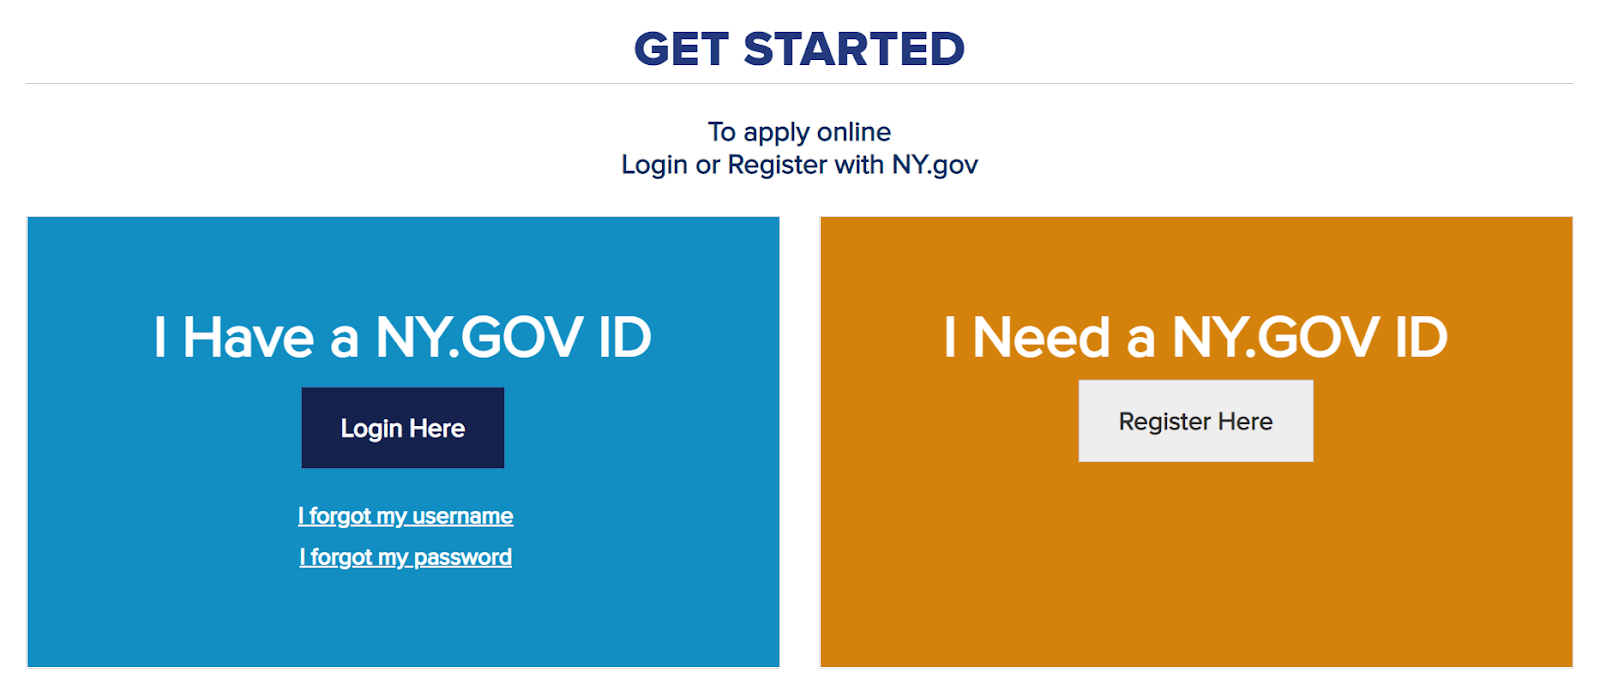 GET STARTED
To apply online
Login or Register with NY.gov
I Have a NY.GOV ID
Login Here
I forgot my username
I forgot my password
I Need a NY.GOV ID
Register Here